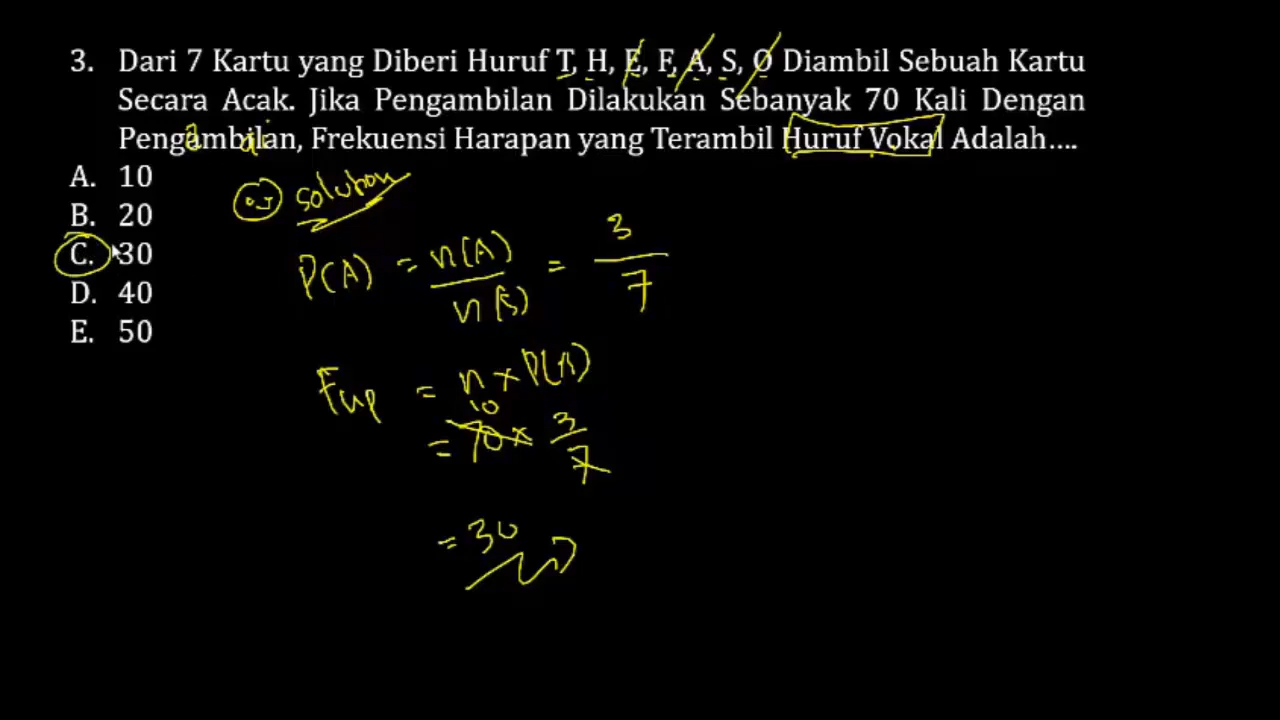 3. Dari 7 Kartu yang Diberi Huruf T, H, E, F, A, S, O Diambil Sebuah Kartu
Secara Acak. Jika Pengambilan Dilakukan Sebanyak 70 Kali Dengan
Pengambilan, Frekuensi Harapan yang Terambil Huruf Vokal Adalah....
A. 10
B. 20
C. 30
D. 40
E. 50
solution
P(A) = n(A)/n(S) = 3/7
= n × P(A)
10
= 70 × 3/7
= 30